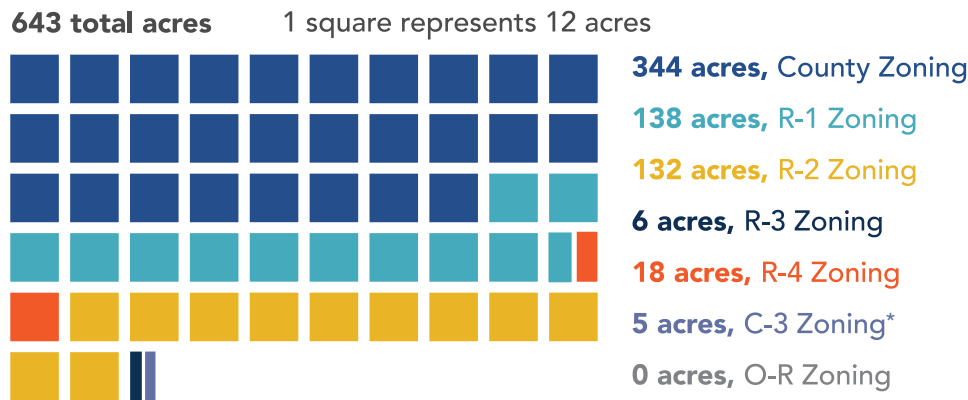 643 total acres 1 square represents 12 acres
344 acres, County Zoning
138 acres, R-1 Zoning
132 acres, R-2 Zoning
6 acres, R-3 Zoning
18 acres, R-4 Zoning
5 acres, C-3 Zoning*
0 acres, O-R Zoning